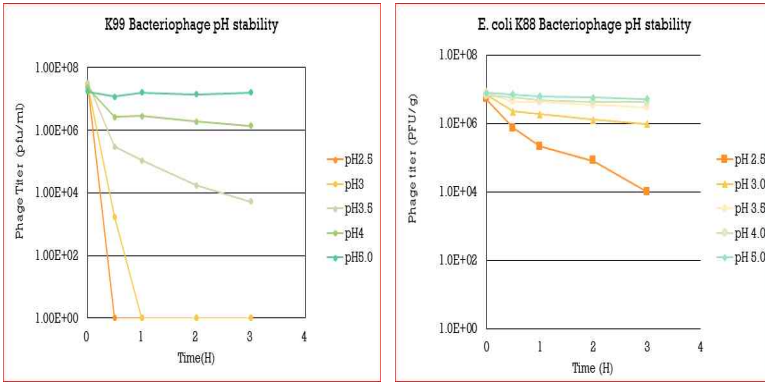 K99 Bacteriophage pH stability
1.00E+08
1.00E+06
1.00E+04
1.00E+02
1.00E+00
0
1
2
3
4
Time(H)
Phage Titer (pfu/ml)
pH2.5
pH3
pH3.5
pH4
pH5.0
E. coli K88 Bacteriophage pH stability
1.0E+08
1.0E+06
1.0E+04
1.0E+02
1.0E+00
0
1
2
3
4
Time (H)
Phage titer (PFU/g)
pH 2.5
pH 3.0
pH 3.5
pH 4.0
pH 5.0